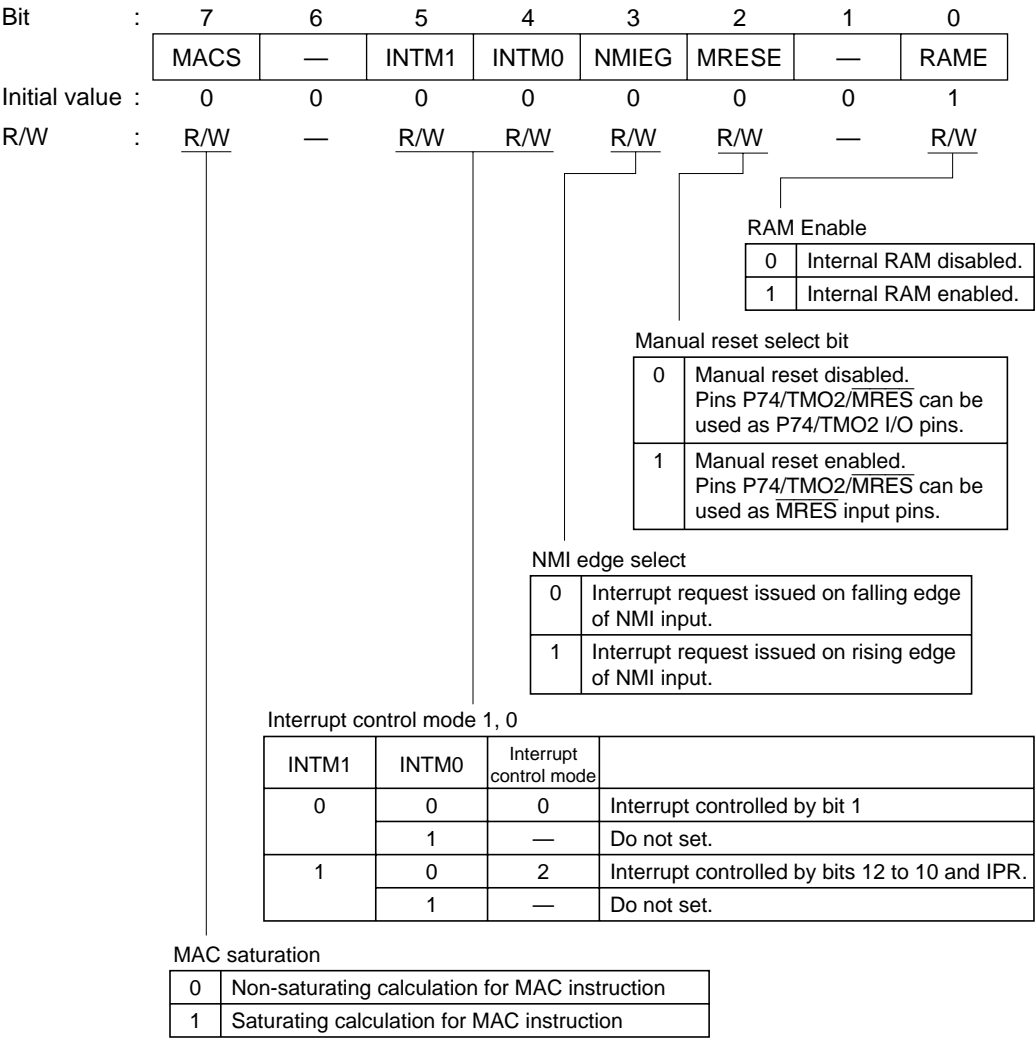 Bit : 7 6 5 4 3 2 1 0
MACS — INTM1 INTM0 NMIEG MRESE — RAME
Initial value : 0 0 0 0 0 0 0 1
R/W : R/W — R/W R/W R/W R/W — R/W
RAM Enable
0 Internal RAM disabled.
1 Internal RAM enabled.
Manual reset select bit
0 Manual reset disabled.
Pins P74/TMO2/M̅R̅E̅S̅ can be
used as P74/TMO2 I/O pins.
1 Manual reset enabled.
Pins P74/TMO2/M̅R̅E̅S̅ can be
used as M̅R̅E̅S̅ input pins.
NMI edge select
0 Interrupt request issued on falling edge
of NMI input.
1 Interrupt request issued on rising edge
of NMI input.
Interrupt control mode 1, 0
INTM1 INTM0 Interrupt
control mode
0 0 0 Interrupt controlled by bit 1
1 — Do not set.
1 0 2 Interrupt controlled by bits 12 to 10 and IPR.
1 — Do not set.
MAC saturation
0 Non-saturating calculation for MAC instruction
1 Saturating calculation for MAC instruction